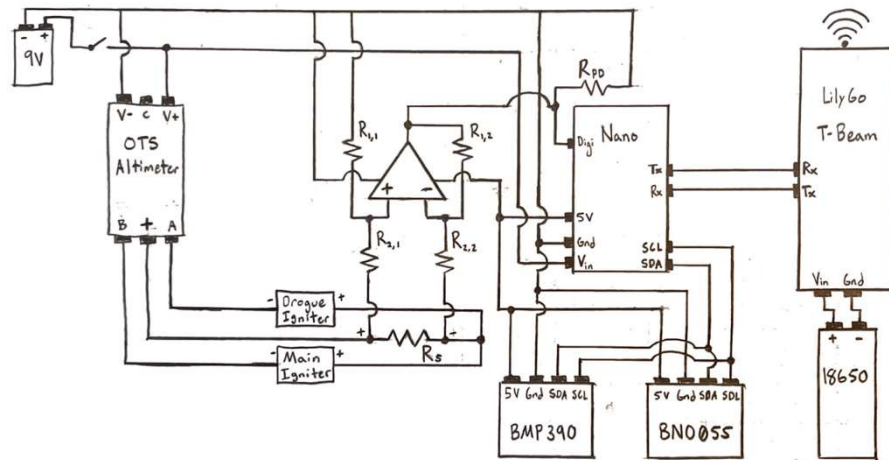 - +
9V
V- C V+
OTS
Altimeter
B + A
R1,1
R1,2
+ -
R2,1
R2,2
- Drogue Igniter +
+ RS -
- Main Igniter +
RPD
Nano
Digi
Tx
Rx
5V
Gnd
Vin
SCL
SDA
LilyGo
T-Beam
Rx
Tx
Vin Gnd
+ -
18650
5V Gnd SDA SCL
BMP390
5V Gnd SDA SDL
BNO055